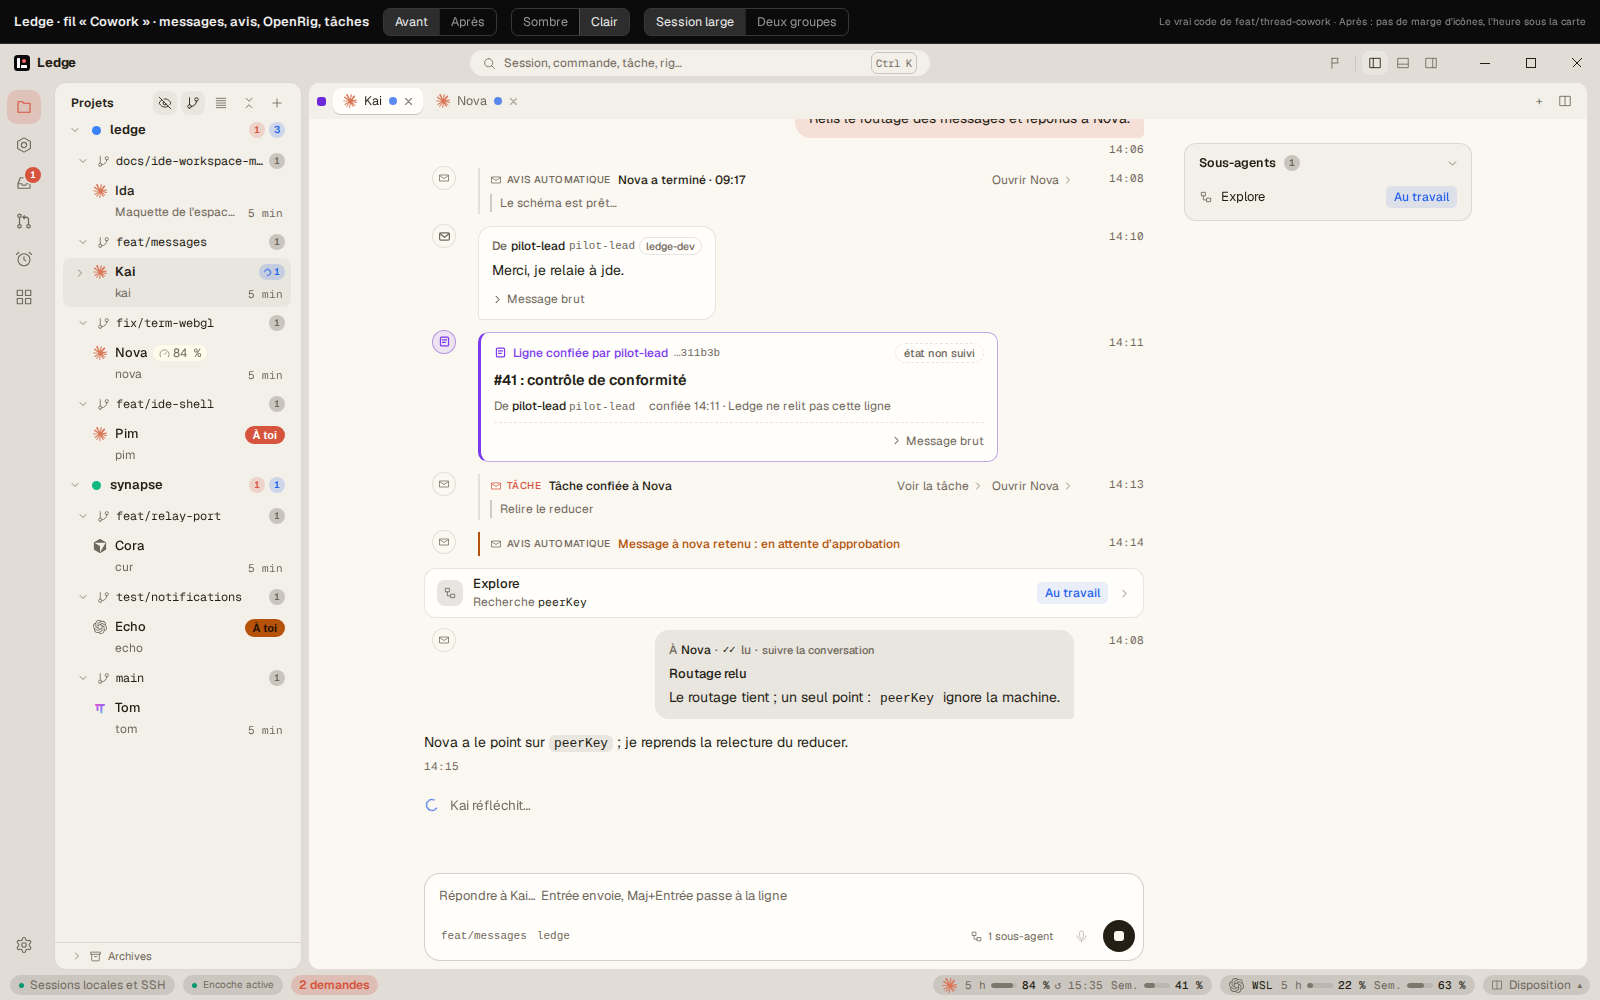 Ledge · fil « Cowork » · messages, avis, OpenRig, tâches
Avant Après Sombre Clair Session large Deux groupes
Le vrai code de feat/thread-cowork · Après : pas de marge d'icônes, l'heure sous la carte
Ledge
Session, commande, tâche, rig… Ctrl K
Projets
ledge 1 3
docs/ide-workspace-m… 1
Ida
Maquette de l'espac… 5 min
feat/messages 1
Kai 1
kai 5 min
fix/term-webgl 1
Nova 84 %
nova 5 min
feat/ide-shell 1
Pim À toi
pim
synapse 1 1
feat/relay-port 1
Cora
cur 5 min
test/notifications 1
Echo À toi
echo
main 1
Tom
tom 5 min
Archives
1
Kai
Nova
Relis le routage des messages et réponds à Nova.
14:06
AVIS AUTOMATIQUE Nova a terminé · 09:17 Ouvrir Nova 14:08
Le schéma est prêt…
De pilot-lead pilot-lead ledge-dev 14:10
Merci, je relaie à jde.
Message brut
Ligne confiée par pilot-lead …311b3b état non suivi 14:11
#41 : contrôle de conformité
De pilot-lead pilot-lead confiée 14:11 · Ledge ne relit pas cette ligne
Message brut
TÂCHE Tâche confiée à Nova Voir la tâche Ouvrir Nova 14:13
Relire le reducer
AVIS AUTOMATIQUE Message à nova retenu : en attente d'approbation 14:14
Explore
Recherche peerKey
Au travail
À Nova · ✓✓ lu · suivre la conversation 14:08
Routage relu
Le routage tient ; un seul point : peerKey ignore la machine.
Nova a le point sur peerKey ; je reprends la relecture du reducer.
14:15
Kai réfléchit…
Répondre à Kai… Entrée envoie, Maj+Entrée passe à la ligne
feat/messages ledge 1 sous-agent
Sous-agents 1
Explore Au travail
Sessions locales et SSH Encoche active 2 demandes
5 h 84 % ↺ 15:35 Sem. 41 % WSL 5 h 22 % Sem. 63 % Disposition